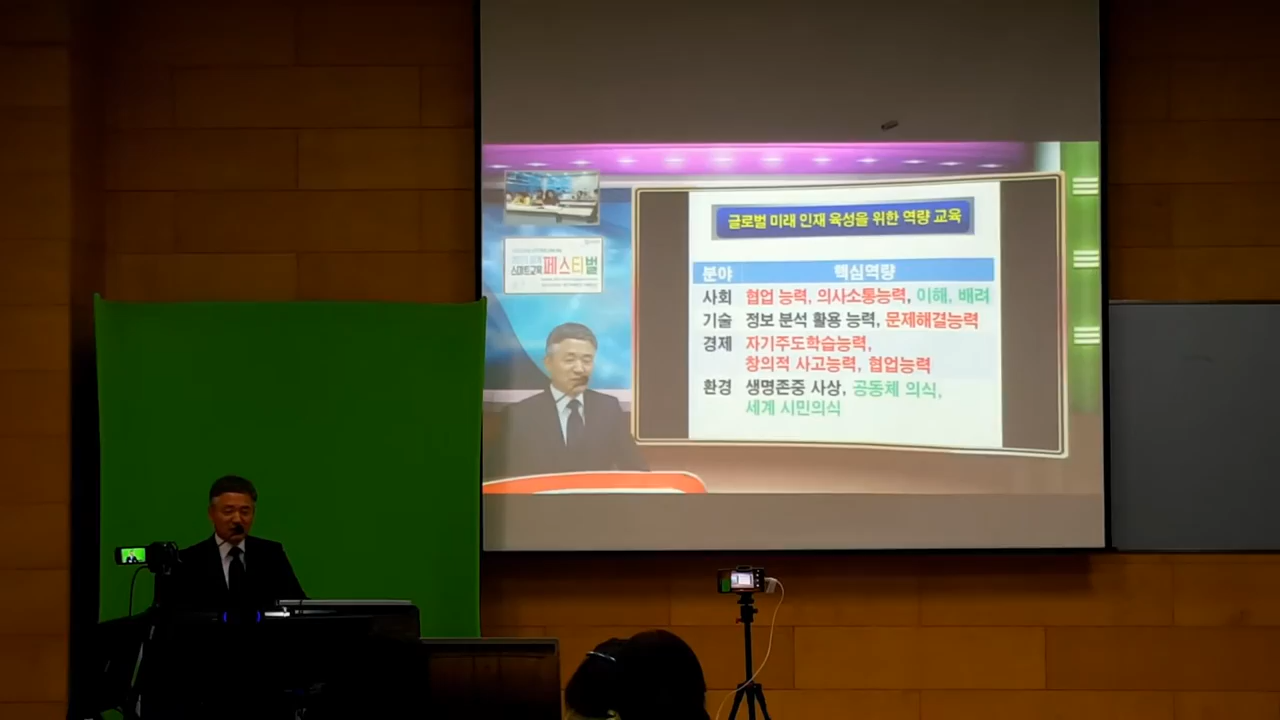 스마트교육 페스티벌
글로벌 미래 인재 육성을 위한 역량 교육
분야 핵심역량
사회 협업 능력, 의사소통능력, 이해, 배려
기술 정보 분석 활용 능력, 문제해결능력
경제 자기주도학습능력,
창의적 사고능력, 협업능력
환경 생명존중 사상, 공동체 의식,
세계 시민의식